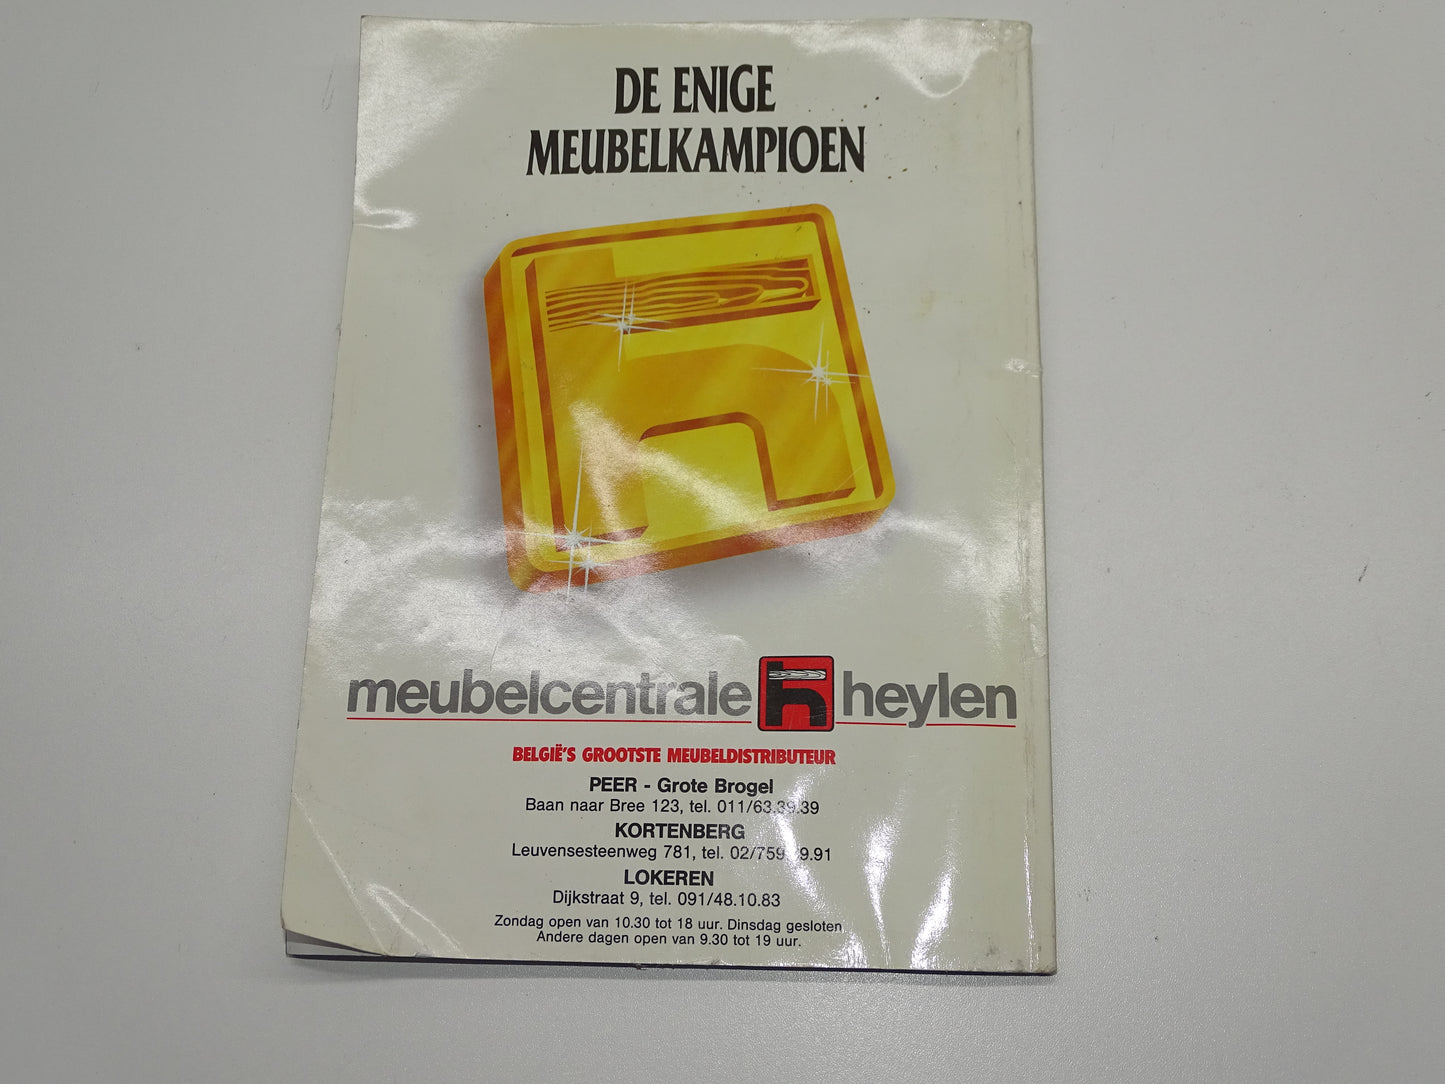 DE ENIGE
MEUBELKAMPIOEN
meubelcentrale heylen
BELGIË'S GROOTSTE MEUBELDISTRIBUTEUR
PEER - Grote Brogel
Baan naar Bree 123, tel. 011/63.39.39
KORTENBERG
Leuvensesteenweg 781, tel.
LOKEREN
Dijkstraat 9, tel. 091/48.10.83
Zondag open van 10.30 tot 18 uur. Dinsdag gesloten
Andere dagen open van 9.30 tot 19 uur.